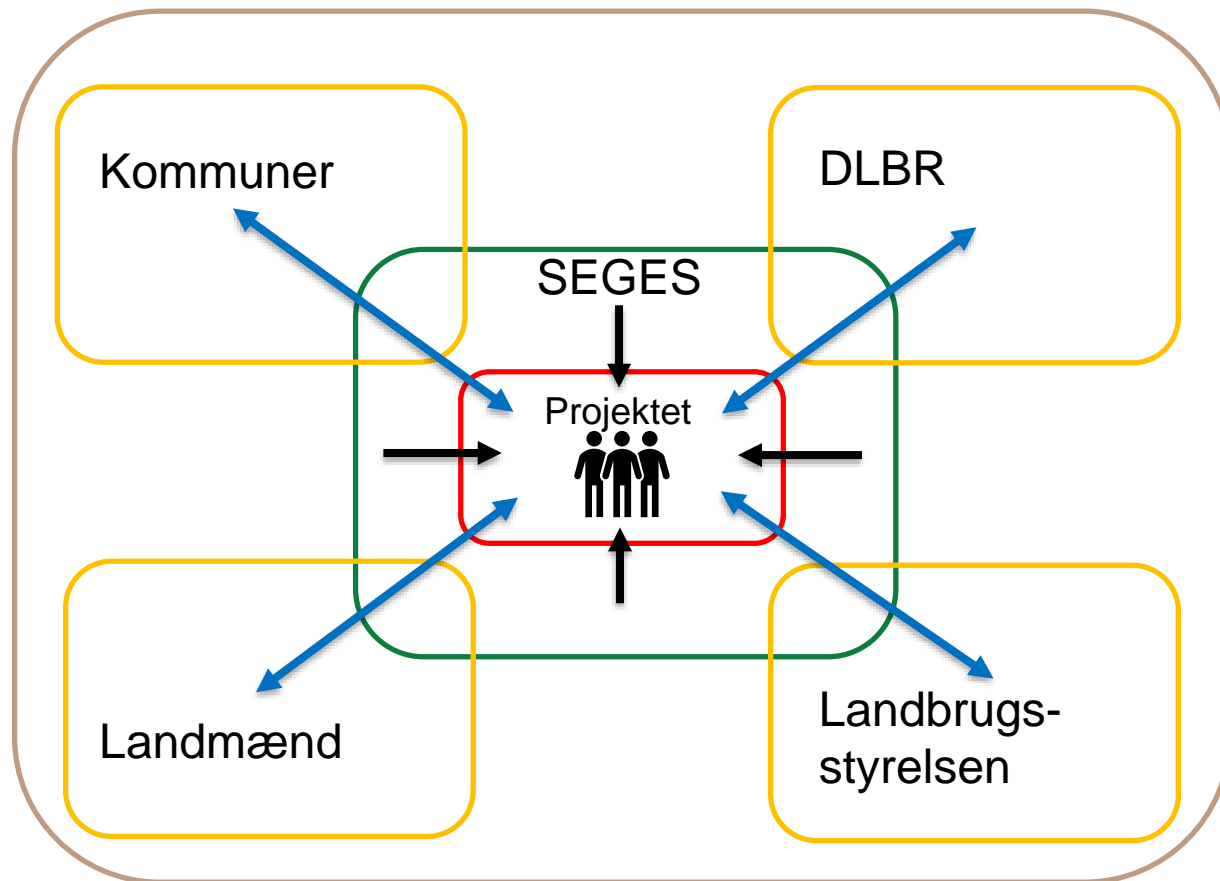 Kommuner
DLBR
SEGES
Projektet
Landmænd
Landbrugs-
styrelsen